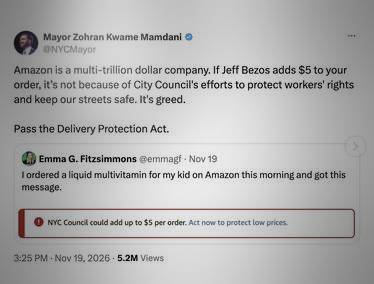 Mayor Zohran Kwame Mamdani
@NYCMayor
Amazon is a multi-trillion dollar company. If Jeff Bezos adds $5 to your
order, it's not because of City Council's efforts to protect workers' rights
and keep our streets safe. It's greed.
Pass the Delivery Protection Act.
Emma G. Fitzsimmons @emmagf · Nov 19
I ordered a liquid multivitamin for my kid on Amazon this morning and got this
message.
NYC Council could add up to $5 per order. Act now to protect low prices.
3:25 PM · Nov 19, 2026 · 5.2M Views